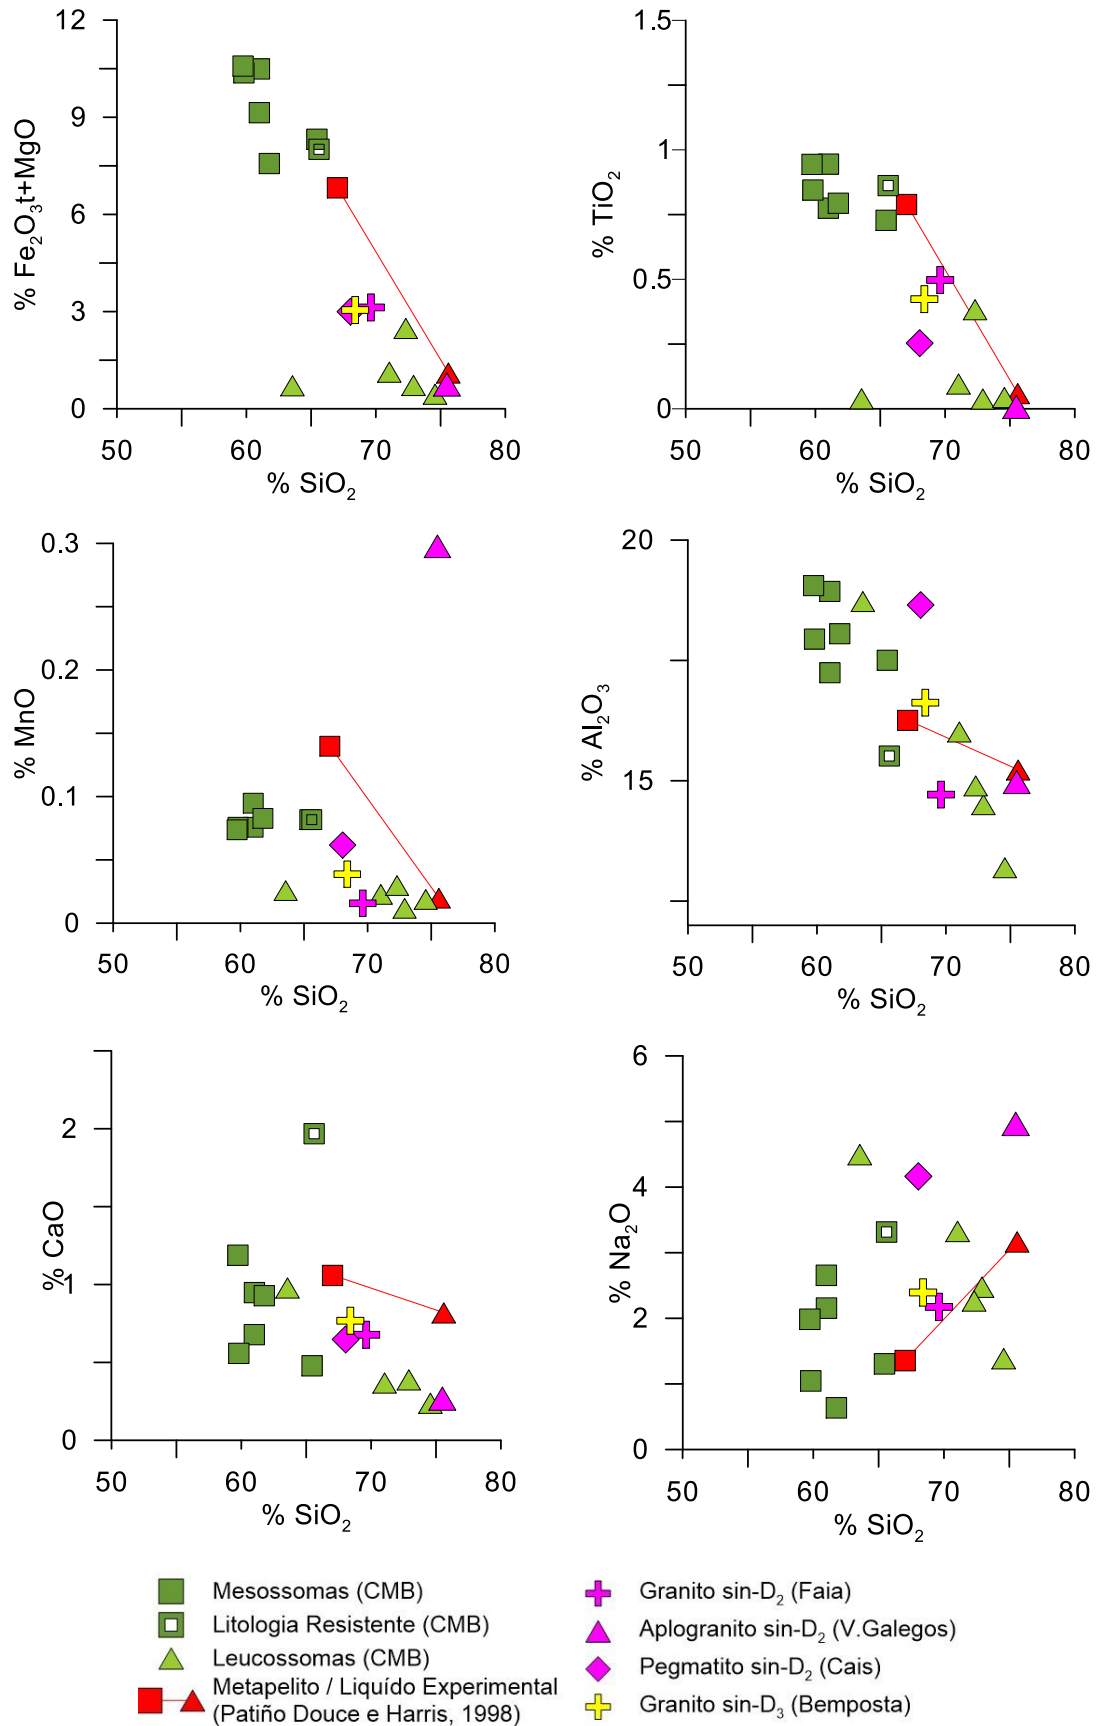 12
9
6
3
0
% Fe₂O₃t+MgO
50 60 70 80
% SiO₂
1.5
1
0.5
0
% TiO₂
50 60 70 80
% SiO₂
0.3
0.2
0.1
0
% MnO
50 60 70 80
% SiO₂
20
15
% Al₂O₃
50 60 70 80
% SiO₂
2
1
0
% CaO
50 60 70 80
% SiO₂
6
4
2
0
% Na₂O
50 60 70 80
% SiO₂
Mesossomas (CMB)
Litologia Resistente (CMB)
Leucossomas (CMB)
Metapelito / Liquído Experimental
(Patiño Douce e Harris, 1998)
Granito sin-D₂ (Faia)
Aplogranito sin-D₂ (V.Galegos)
Pegmatito sin-D₂ (Cais)
Granito sin-D₃ (Bemposta)